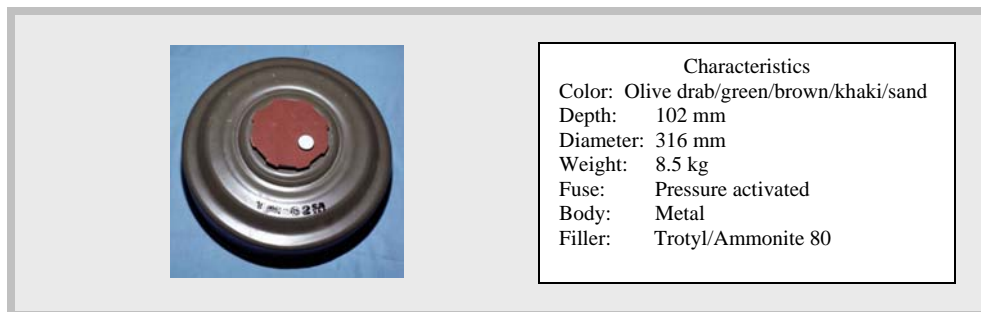 Characteristics
Color: Olive drab/green/brown/khaki/sand
Depth: 102 mm
Diameter: 316 mm
Weight: 8.5 kg
Fuse: Pressure activated
Body: Metal
Filler: Trotyl/Ammonite 80